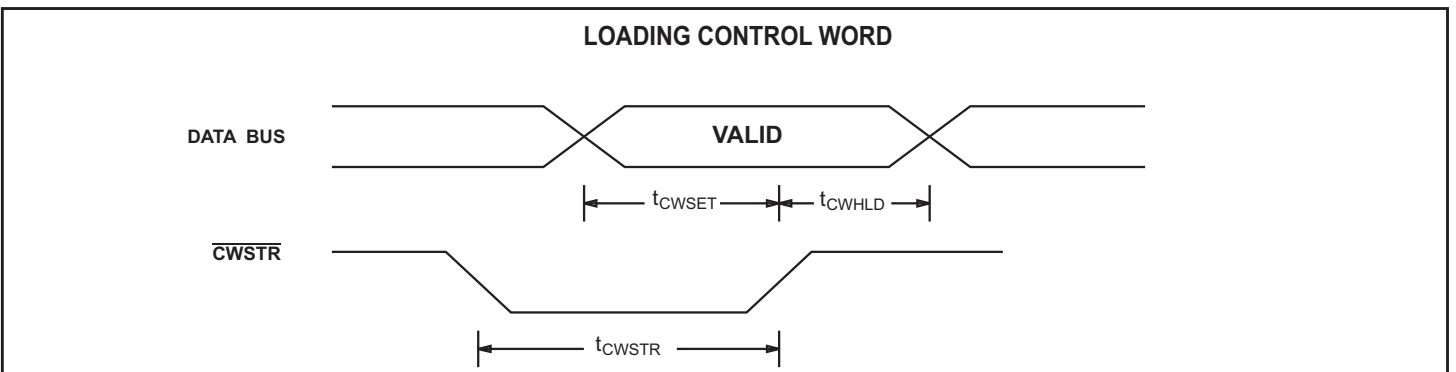 LOADING CONTROL WORD
DATA BUS
VALID
tCWSET
tCWHLD
CWSTR
tCWSTR